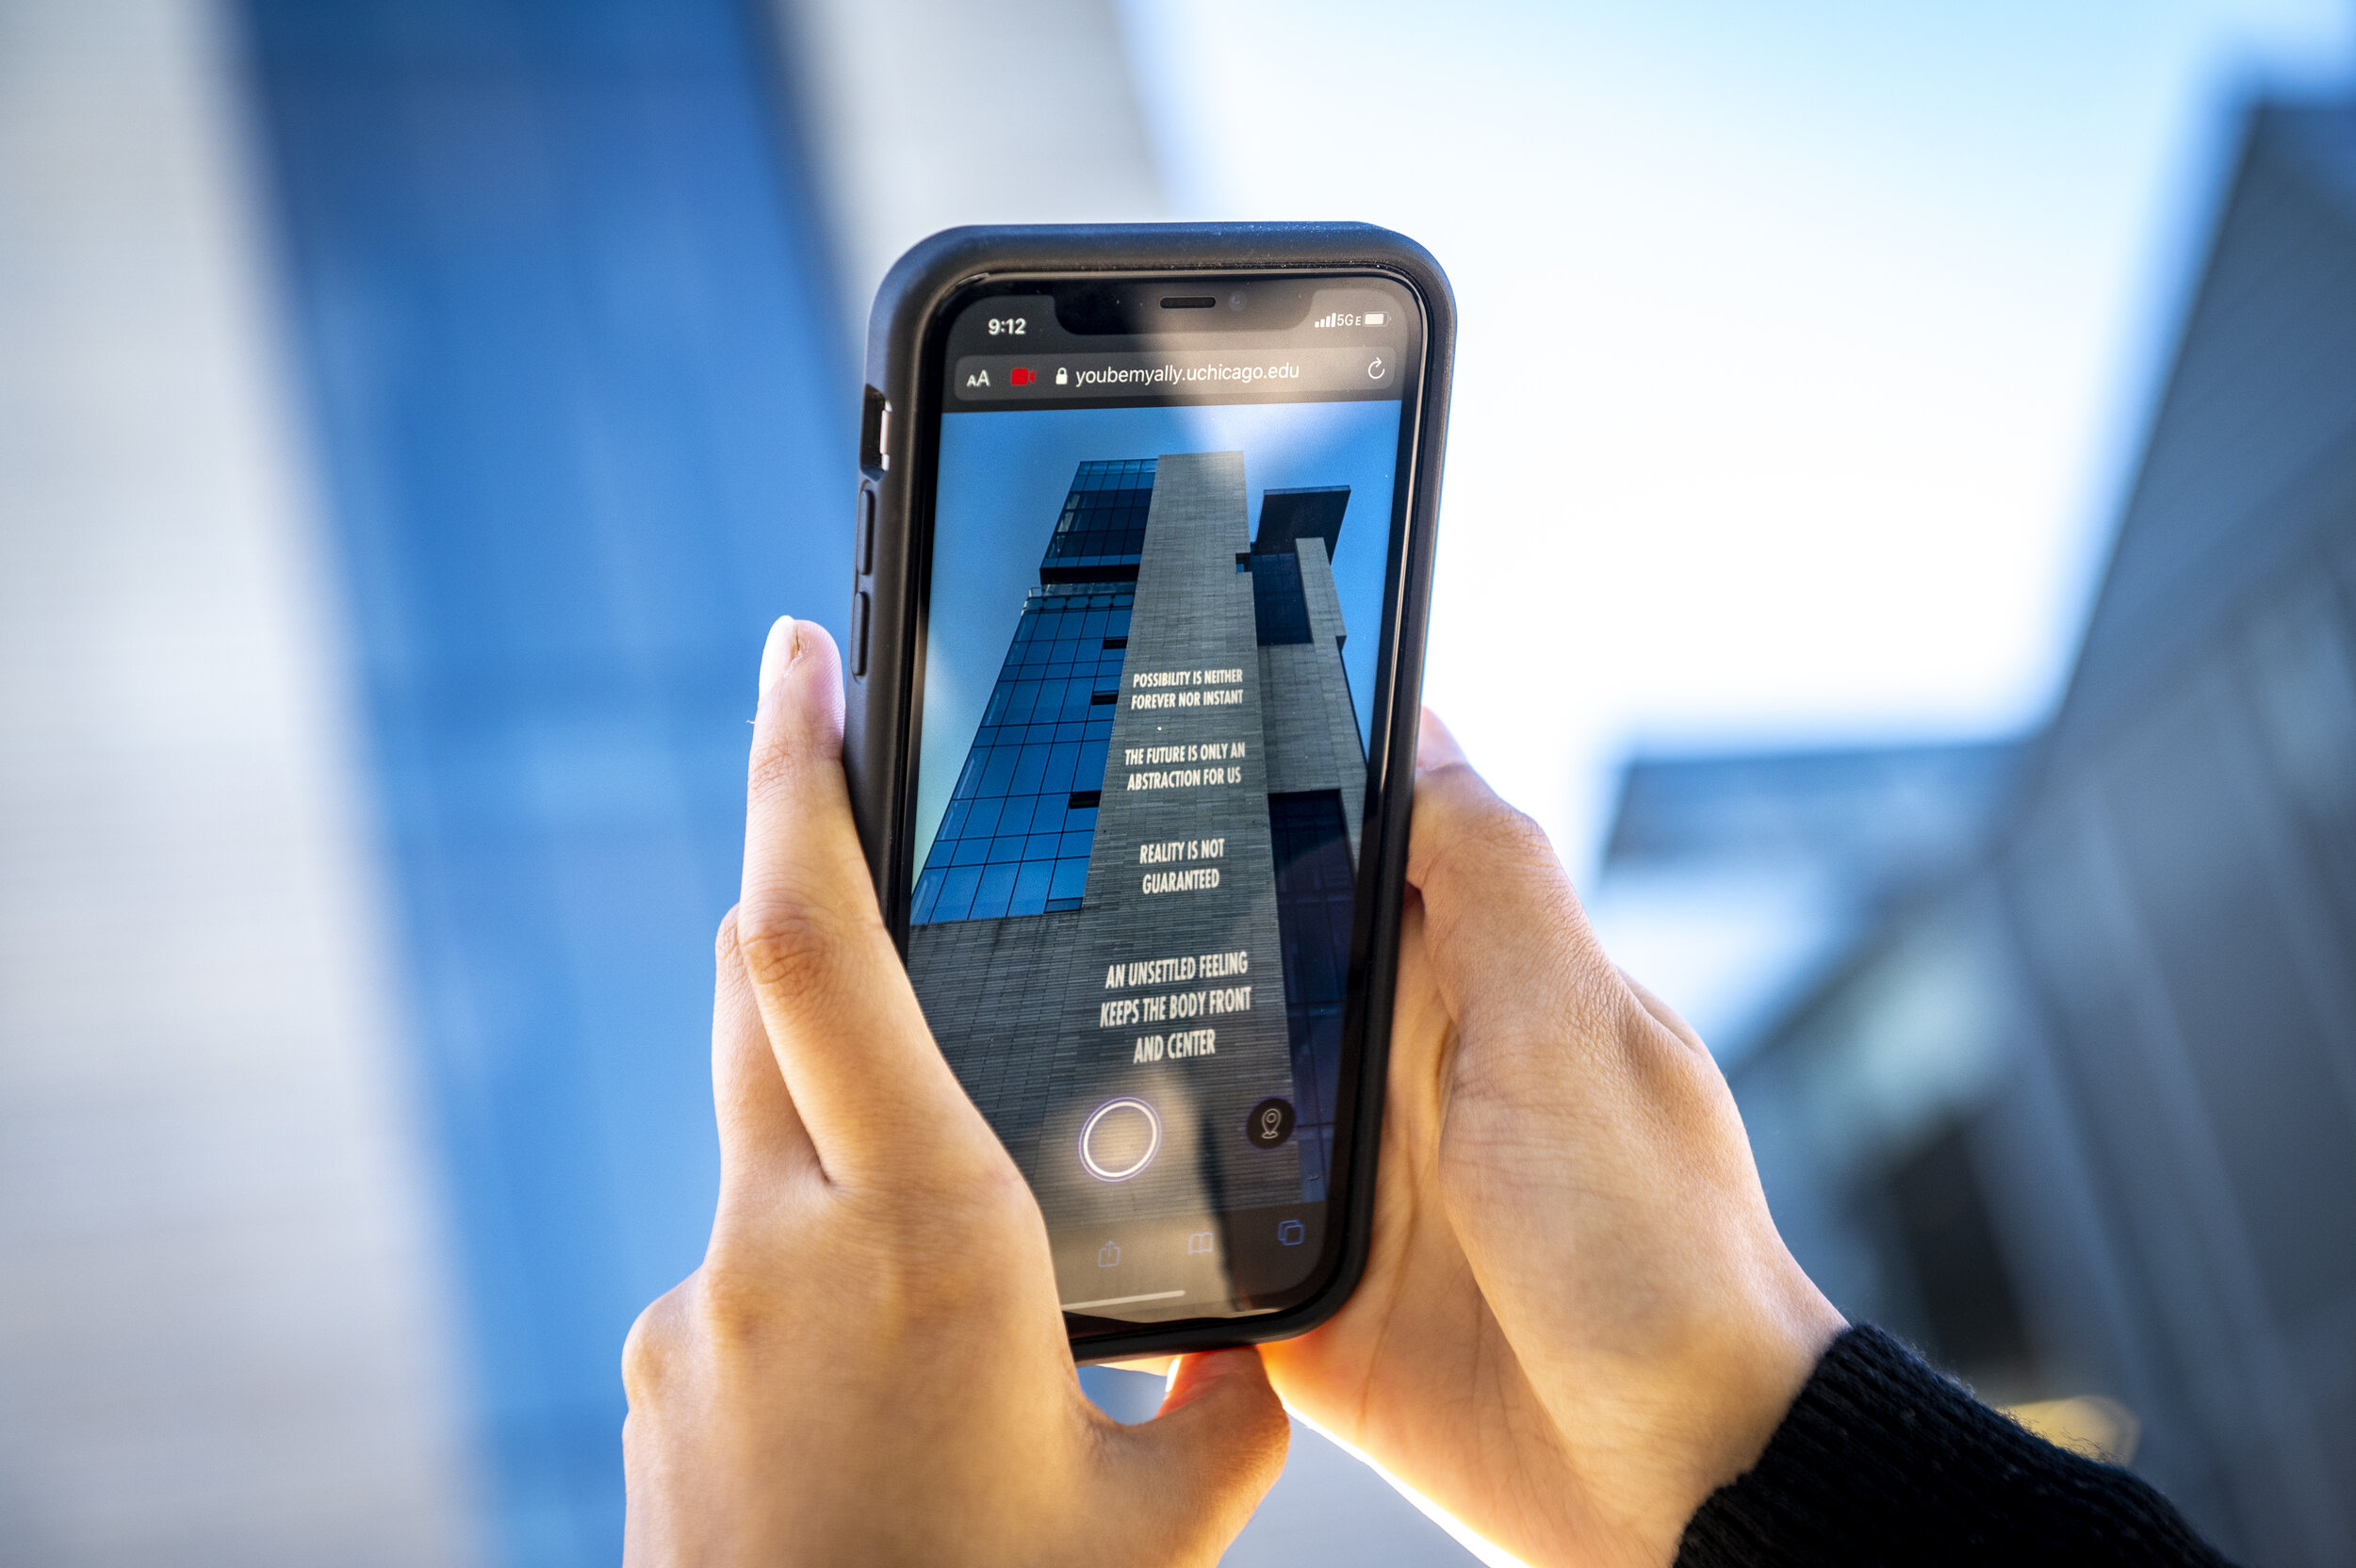 9:12
5GE
AA youbemyally.uchicago.edu
POSSIBILITY IS NEITHER
FOREVER NOR INSTANT
THE FUTURE IS ONLY AN
ABSTRACTION FOR US
REALITY IS NOT
GUARANTEED
AN UNSETTLED FEELING
KEEPS THE BODY FRONT
AND CENTER